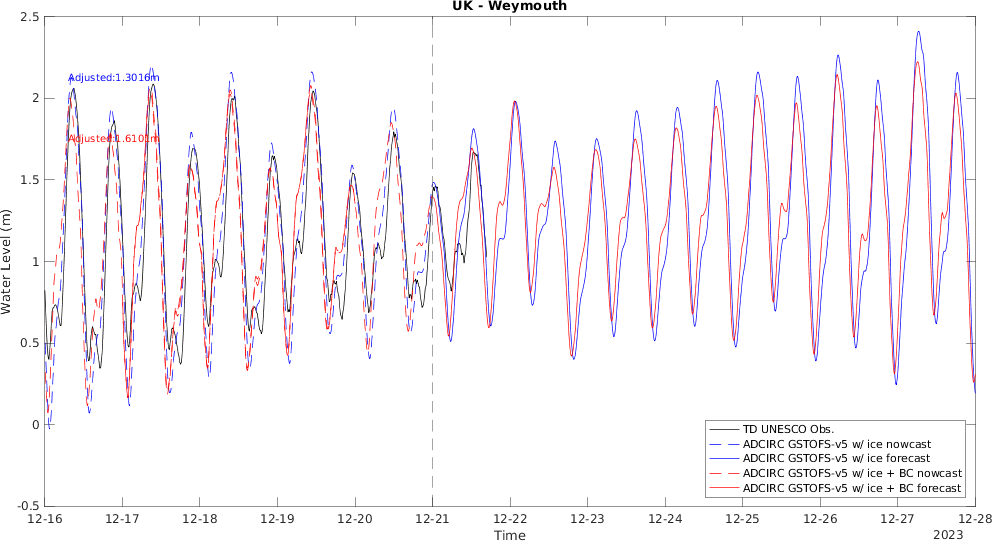 UK - Weymouth
2.5
2
1.5
1
0.5
0
-0.5
Water Level (m)
Adjusted:1.3016m
Adjusted:1.6101m
TD UNESCO Obs.
ADCIRC GSTOFS-v5 w/ ice nowcast
ADCIRC GSTOFS-v5 w/ ice forecast
ADCIRC GSTOFS-v5 w/ ice + BC nowcast
ADCIRC GSTOFS-v5 w/ ice + BC forecast
12-16 12-17 12-18 12-19 12-20 12-21 12-22 12-23 12-24 12-25 12-26 12-27 12-28
Time
2023